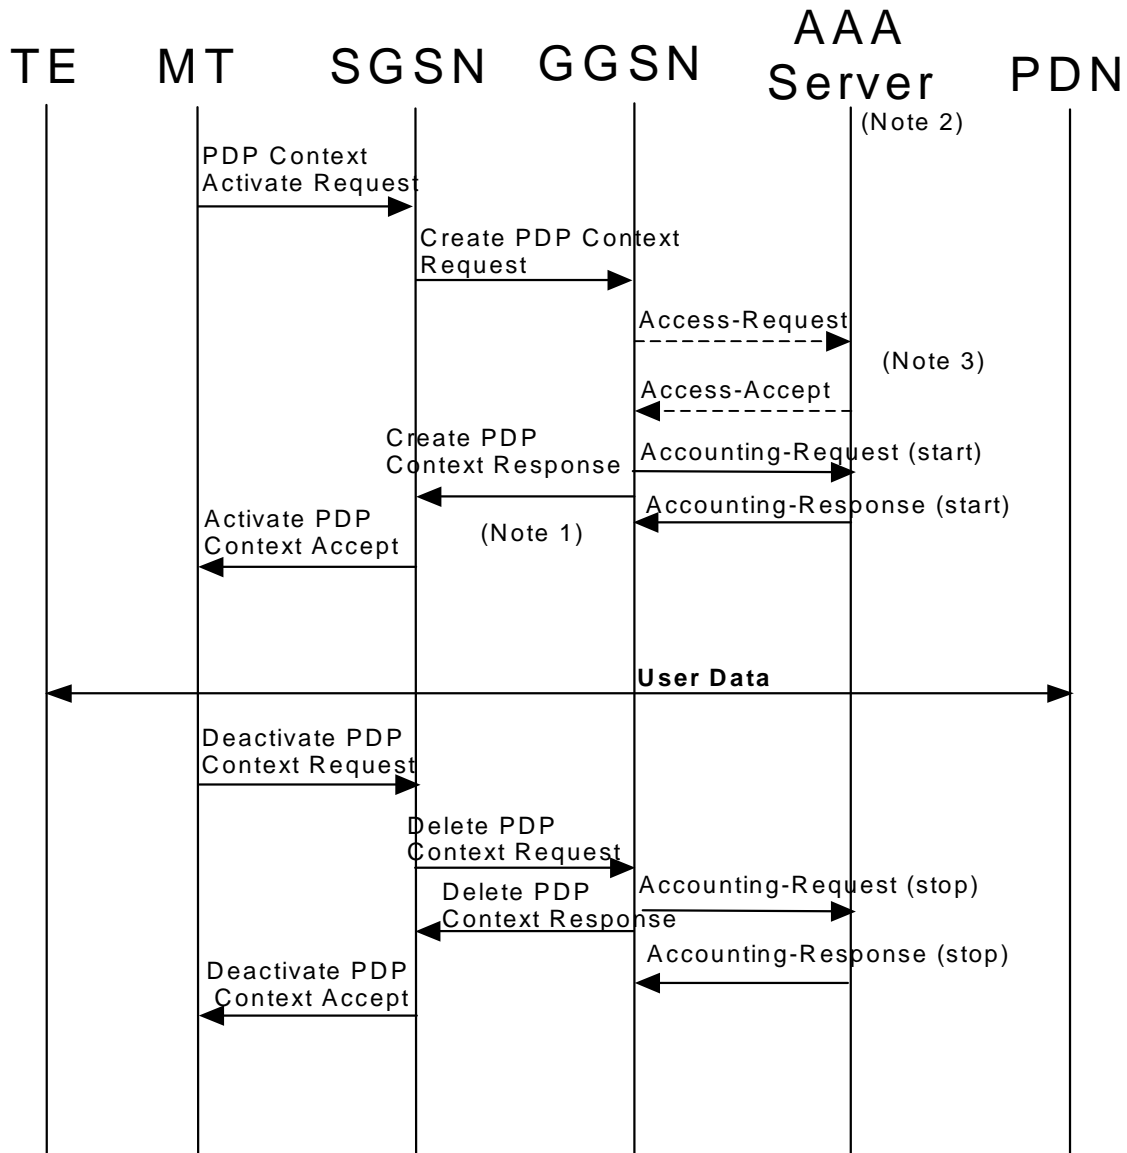 TE
MT
SGSN
GGSN
AAA
Server
PDN
(Note 2)
PDP Context
Activate Request
Create PDP Context
Request
Access-Request
(Note 3)
Access-Accept
Create PDP
Context Response
Accounting-Request (start)
Accounting-Response (start)
(Note 1)
Activate PDP
Context Accept
User Data
Deactivate PDP
Context Request
Delete PDP
Context Request
Accounting-Request (stop)
Delete PDP
Context Response
Accounting-Response (stop)
Deactivate PDP
Context Accept